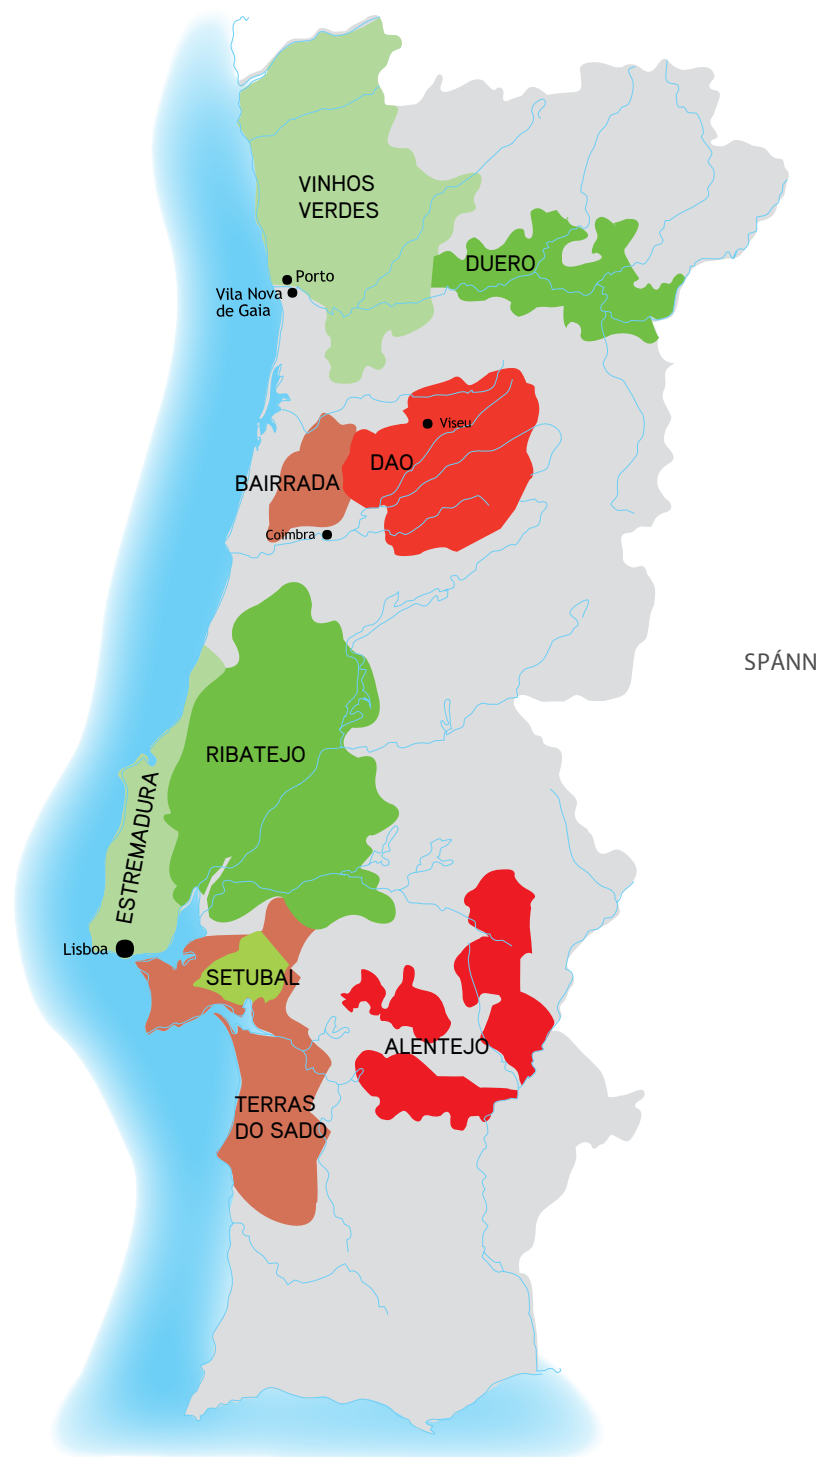 VINHOS
VERDES
DUERO
Porto
Vila Nova
de Gaia
Viseu
DAO
BAIRRADA
Coimbra
SPÁNN
RIBATEJO
ESTREMADURA
Lisboa
SETUBAL
ALENTEJO
TERRAS
DO SADO